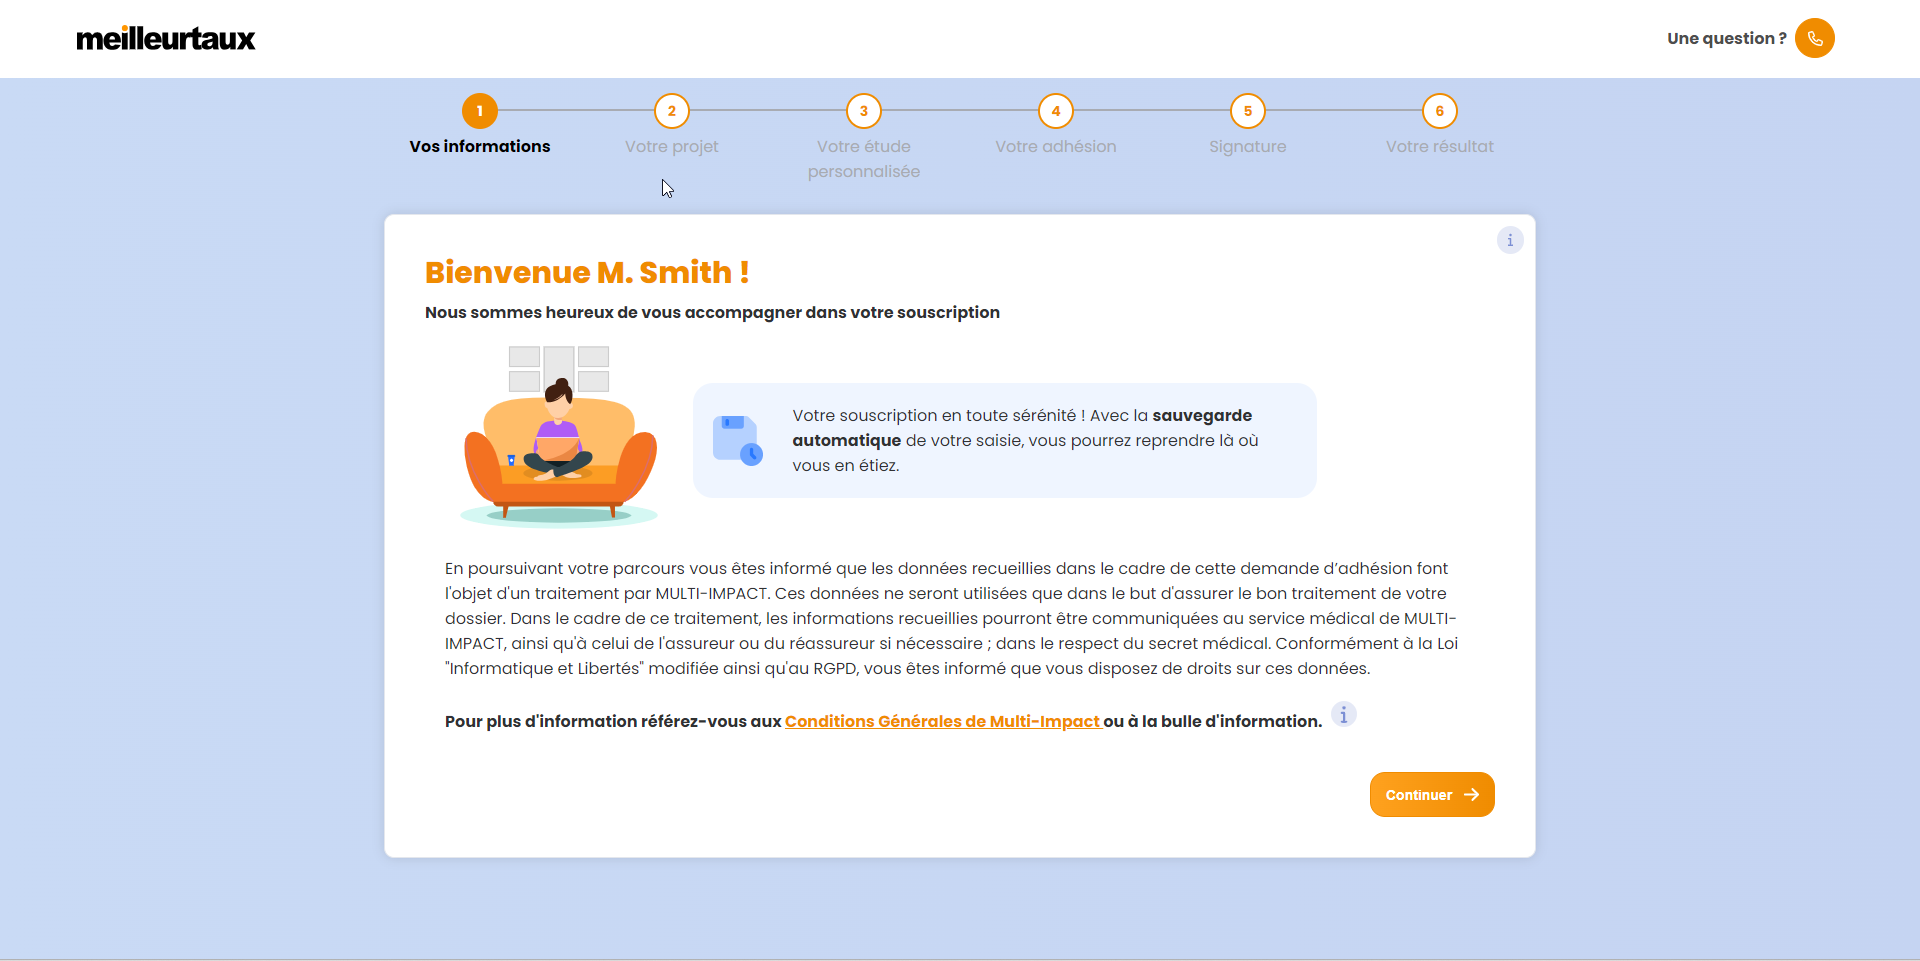 meilleurtaux
Une question ?
1
2
3
4
5
6
Vos informations
Votre projet
Votre étude
personnalisée
Votre adhésion
Signature
Votre résultat
i
Bienvenue M. Smith !
Nous sommes heureux de vous accompagner dans votre souscription
Votre souscription en toute sérénité ! Avec la sauvegarde
automatique de votre saisie, vous pourrez reprendre là où
vous en étiez.
En poursuivant votre parcours vous êtes informé que les données recueillies dans le cadre de cette demande d’adhésion font
l'objet d'un traitement par MULTI-IMPACT. Ces données ne seront utilisées que dans le but d'assurer le bon traitement de votre
dossier. Dans le cadre de ce traitement, les informations recueillies pourront être communiquées au service médical de MULTI-
IMPACT, ainsi qu'à celui de l'assureur ou du réassureur si nécessaire ; dans le respect du secret médical. Conformément à la Loi
"Informatique et Libertés" modifiée ainsi qu'au RGPD, vous êtes informé que vous disposez de droits sur ces données.
Pour plus d'information référez-vous aux Conditions Générales de Multi-Impact ou à la bulle d'information. i
Continuer